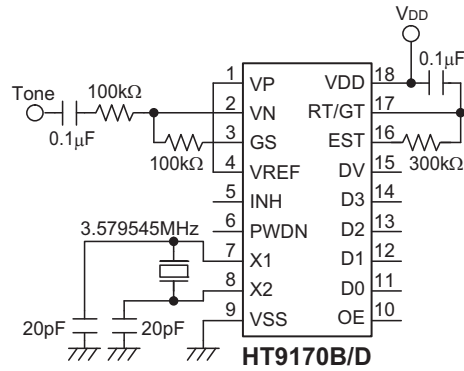 VDD
0.1μF
Tone
100kΩ
0.1μF
100kΩ
1 VP VDD 18
2 VN RT/GT 17
3 GS EST 16
300kΩ
4 VREF DV 15
5 INH D3 14
6 PWDN D2 13
3.579545MHz
7 X1 D1 12
8 X2 D0 11
9 VSS OE 10
20pF 20pF
HT9170B/D